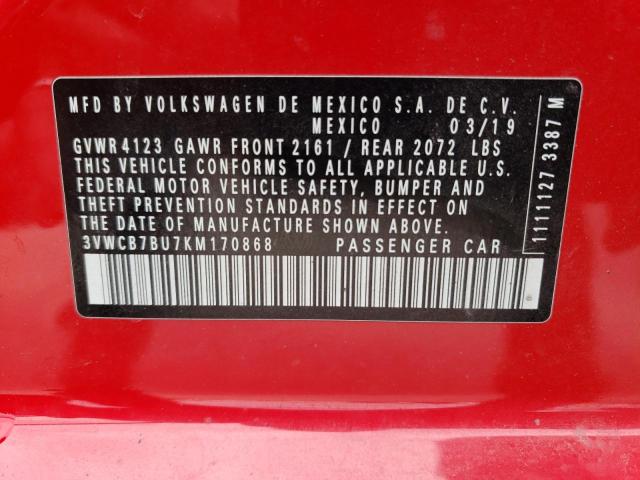 MFD BY VOLKSWAGEN DE MEXICO S.A. DE C.V.
MEXICO 03/19
GVWR 4123 GAWR FRONT 2161 / REAR 2072 LBS
THIS VEHICLE CONFORMS TO ALL APPLICABLE U.S.
FEDERAL MOTOR VEHICLE SAFETY, BUMPER AND
THEFT PREVENTION STANDARDS IN EFFECT ON
THE DATE OF MANUFACTURE SHOWN ABOVE.
3VWCB7BU7KM170868 PASSENGER CAR
1111127 3387 M